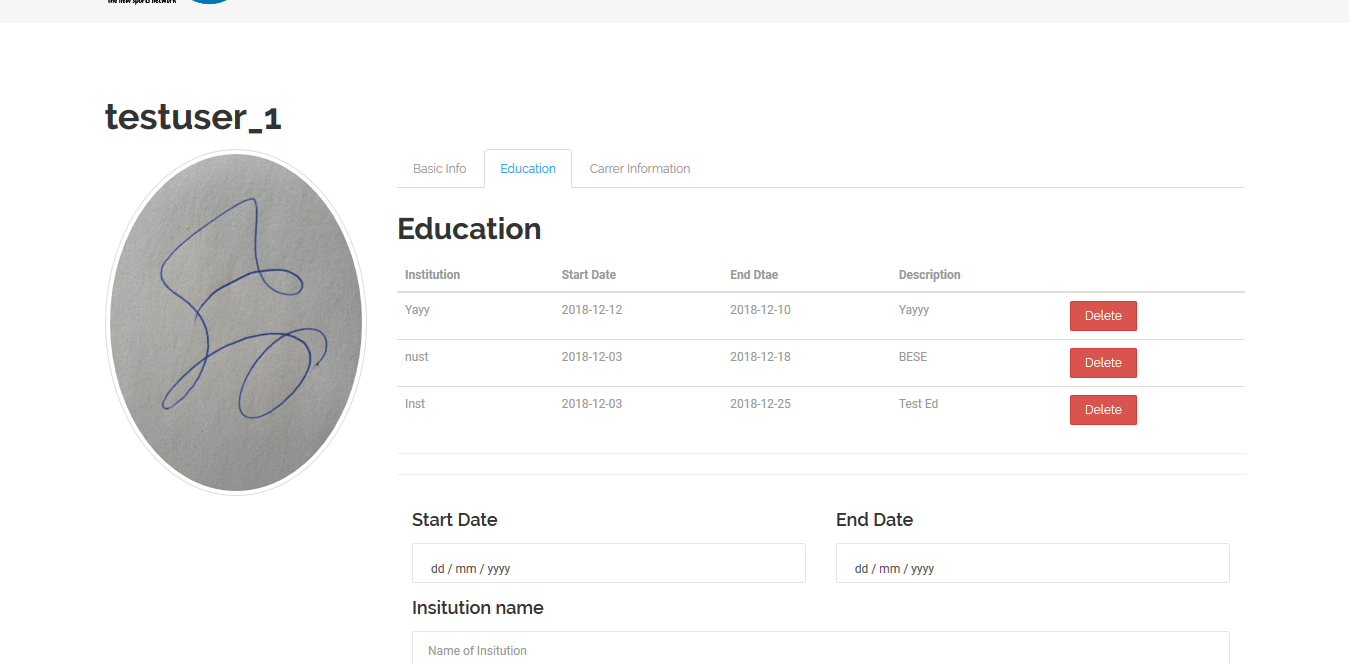 The new sports network
testuser_1
Basic Info Education Carrer Information
Education
Institution Start Date End Dtae Description
Yayy 2018-12-12 2018-12-10 Yayyy Delete
nust 2018-12-03 2018-12-18 BESE Delete
Inst 2018-12-03 2018-12-25 Test Ed Delete
Start Date End Date
dd / mm / yyyy dd / mm / yyyy
Insitution name
Name of Insitution